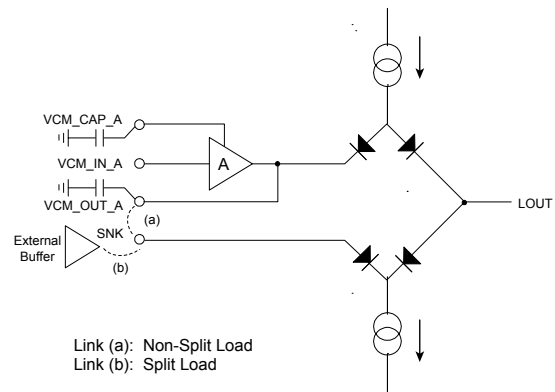 VCM_CAP_A
VCM_IN_A
A
VCM_OUT_A
LOUT
(a)
SNK
External
Buffer
(b)
Link (a): Non-Split Load
Link (b): Split Load